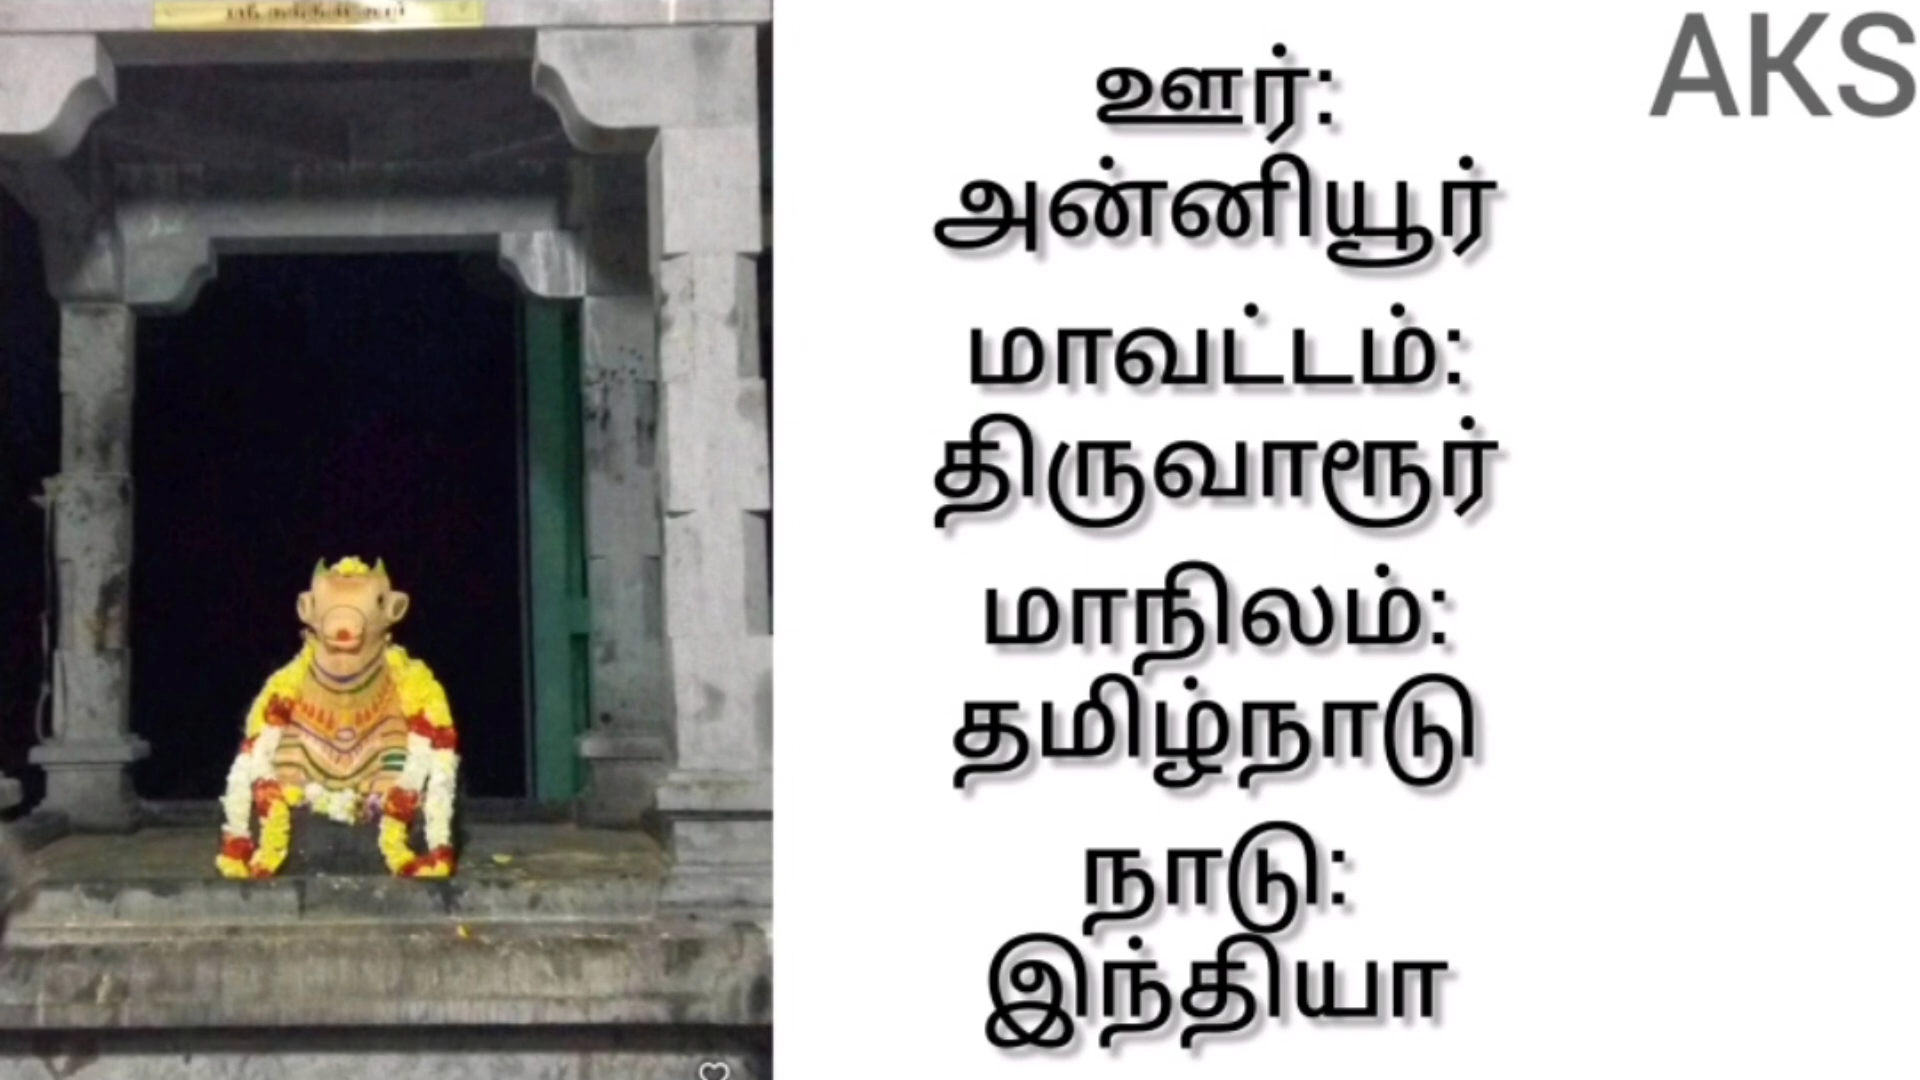 AKS
ஊர்:
அன்னியூர்
மாவட்டம்:
திருவாரூர்
மாநிலம்:
தமிழ்நாடு
நாடு:
இந்தியா